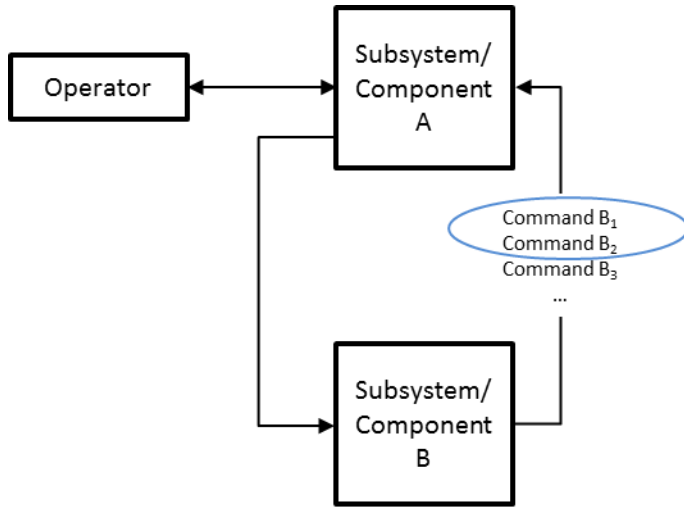 Operator
Subsystem/
Component
A
Command B₁
Command B₂
Command B₃
...
Subsystem/
Component
B